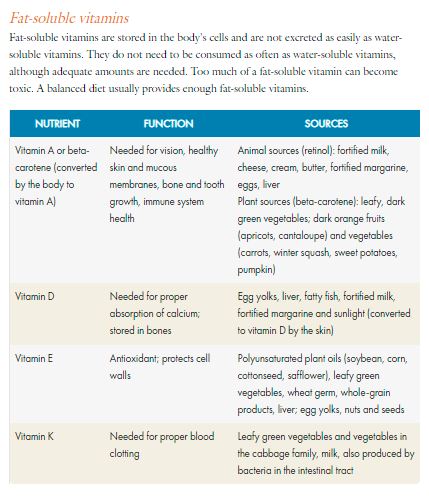 Fat-soluble vitamins
Fat-soluble vitamins are stored in the body's cells and are not excreted as easily as water-
soluble vitamins. They do not need to be consumed as often as water-soluble vitamins,
although adequate amounts are needed. Too much of a fat-soluble vitamin can become
toxic. A balanced diet usually provides enough fat-soluble vitamins.
NUTRIENT FUNCTION SOURCES
Vitamin A or beta-
carotene (converted
by the body to
vitamin A)
Needed for vision, healthy
skin and mucous
membranes, bone and tooth
growth, immune system
health
Animal sources (retinol): fortified milk,
cheese, cream, butter, fortified margarine,
eggs, liver
Plant sources (beta-carotene): leafy, dark
green vegetables; dark orange fruits
(apricots, cantaloupe) and vegetables
(carrots, winter squash, sweet potatoes,
pumpkin)
Vitamin D
Needed for proper
absorption of calcium;
stored in bones
Egg yolks, liver, fatty fish, fortified milk,
fortified margarine and sunlight (converted
to vitamin D by the skin)
Vitamin E
Antioxidant; protects cell
walls
Polyunsaturated plant oils (soybean, corn,
cottonseed, safflower), leafy green
vegetables, wheat germ, whole-grain
products, liver; egg yolks, nuts and seeds
Vitamin K
Needed for proper blood
clotting
Leafy green vegetables and vegetables in
the cabbage family, milk, also produced by
bacteria in the intestinal tract